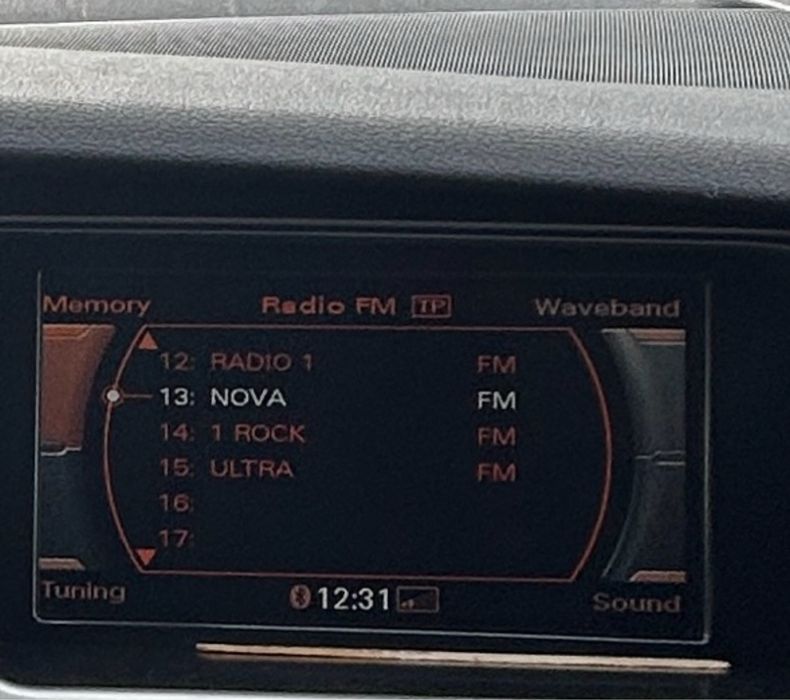 Memory Radio FM TP Waveband
12: RADIO 1 FM
13: NOVA FM
14: 1 ROCK FM
15: ULTRA FM
16:
17:
Tuning 12:31 Sound